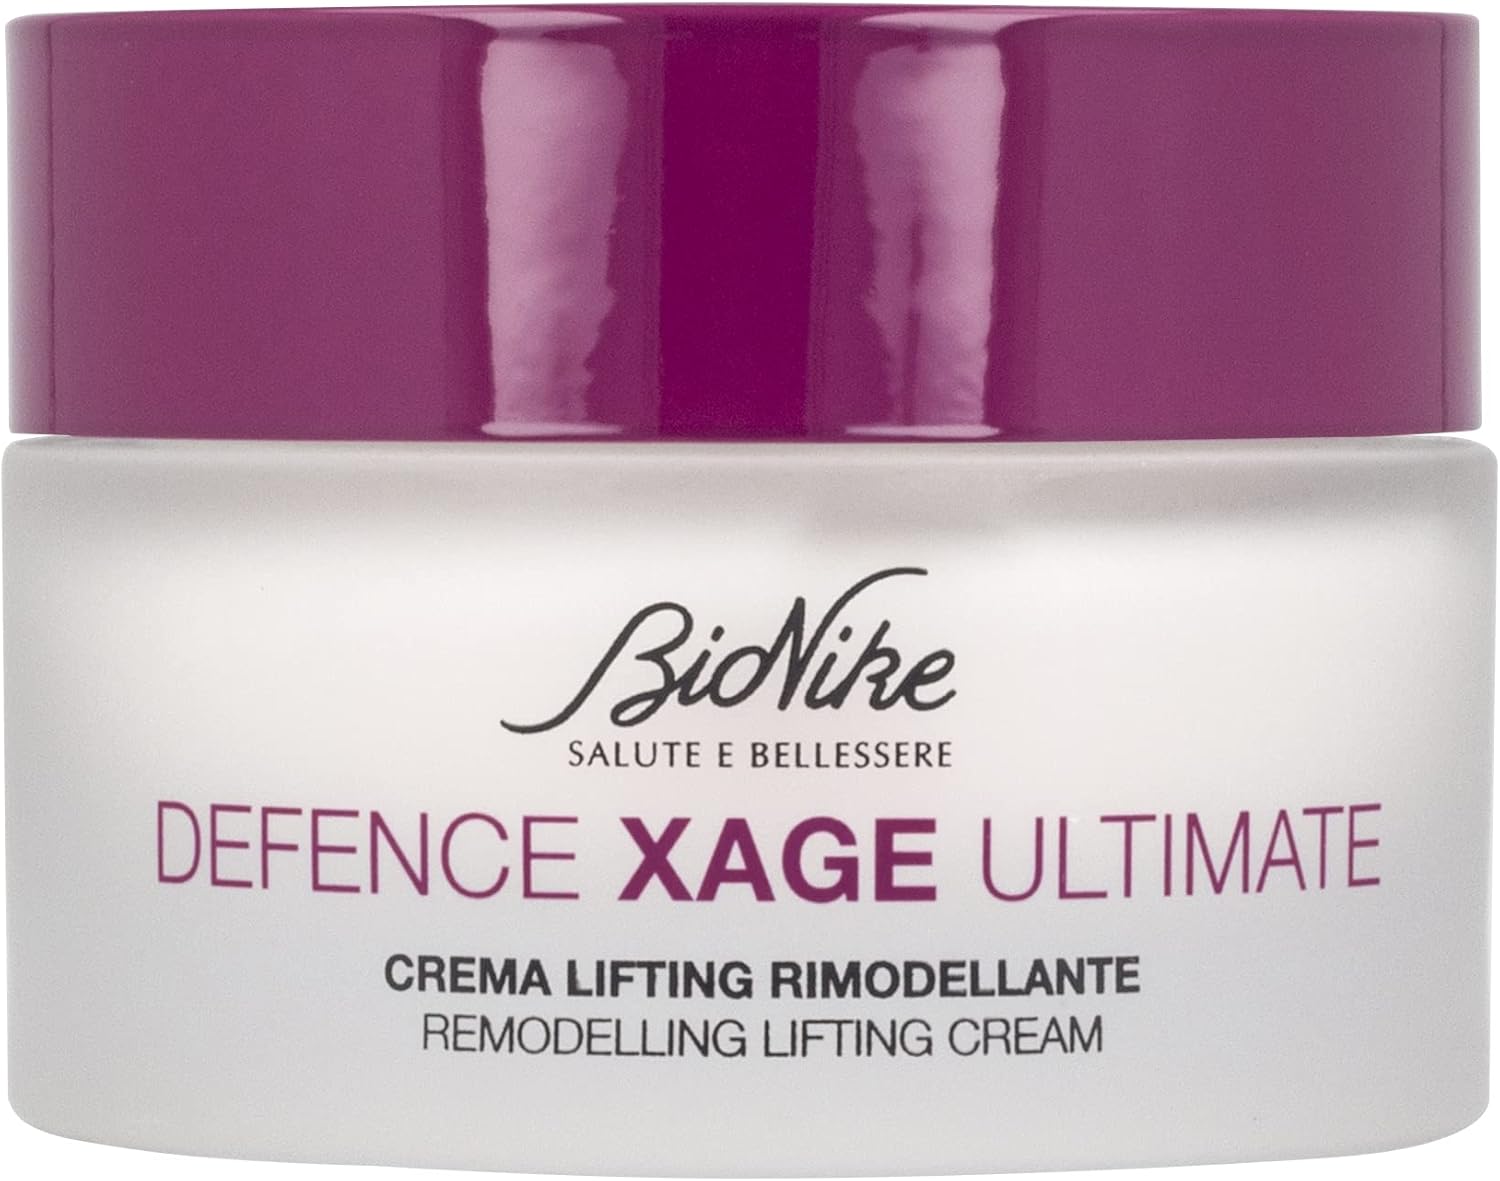 BioNike
SALUTE E BELLESSERE
DEFENCE XAGE ULTIMATE
CREMA LIFTING RIMODELLANTE
REMODELLING LIFTING CREAM